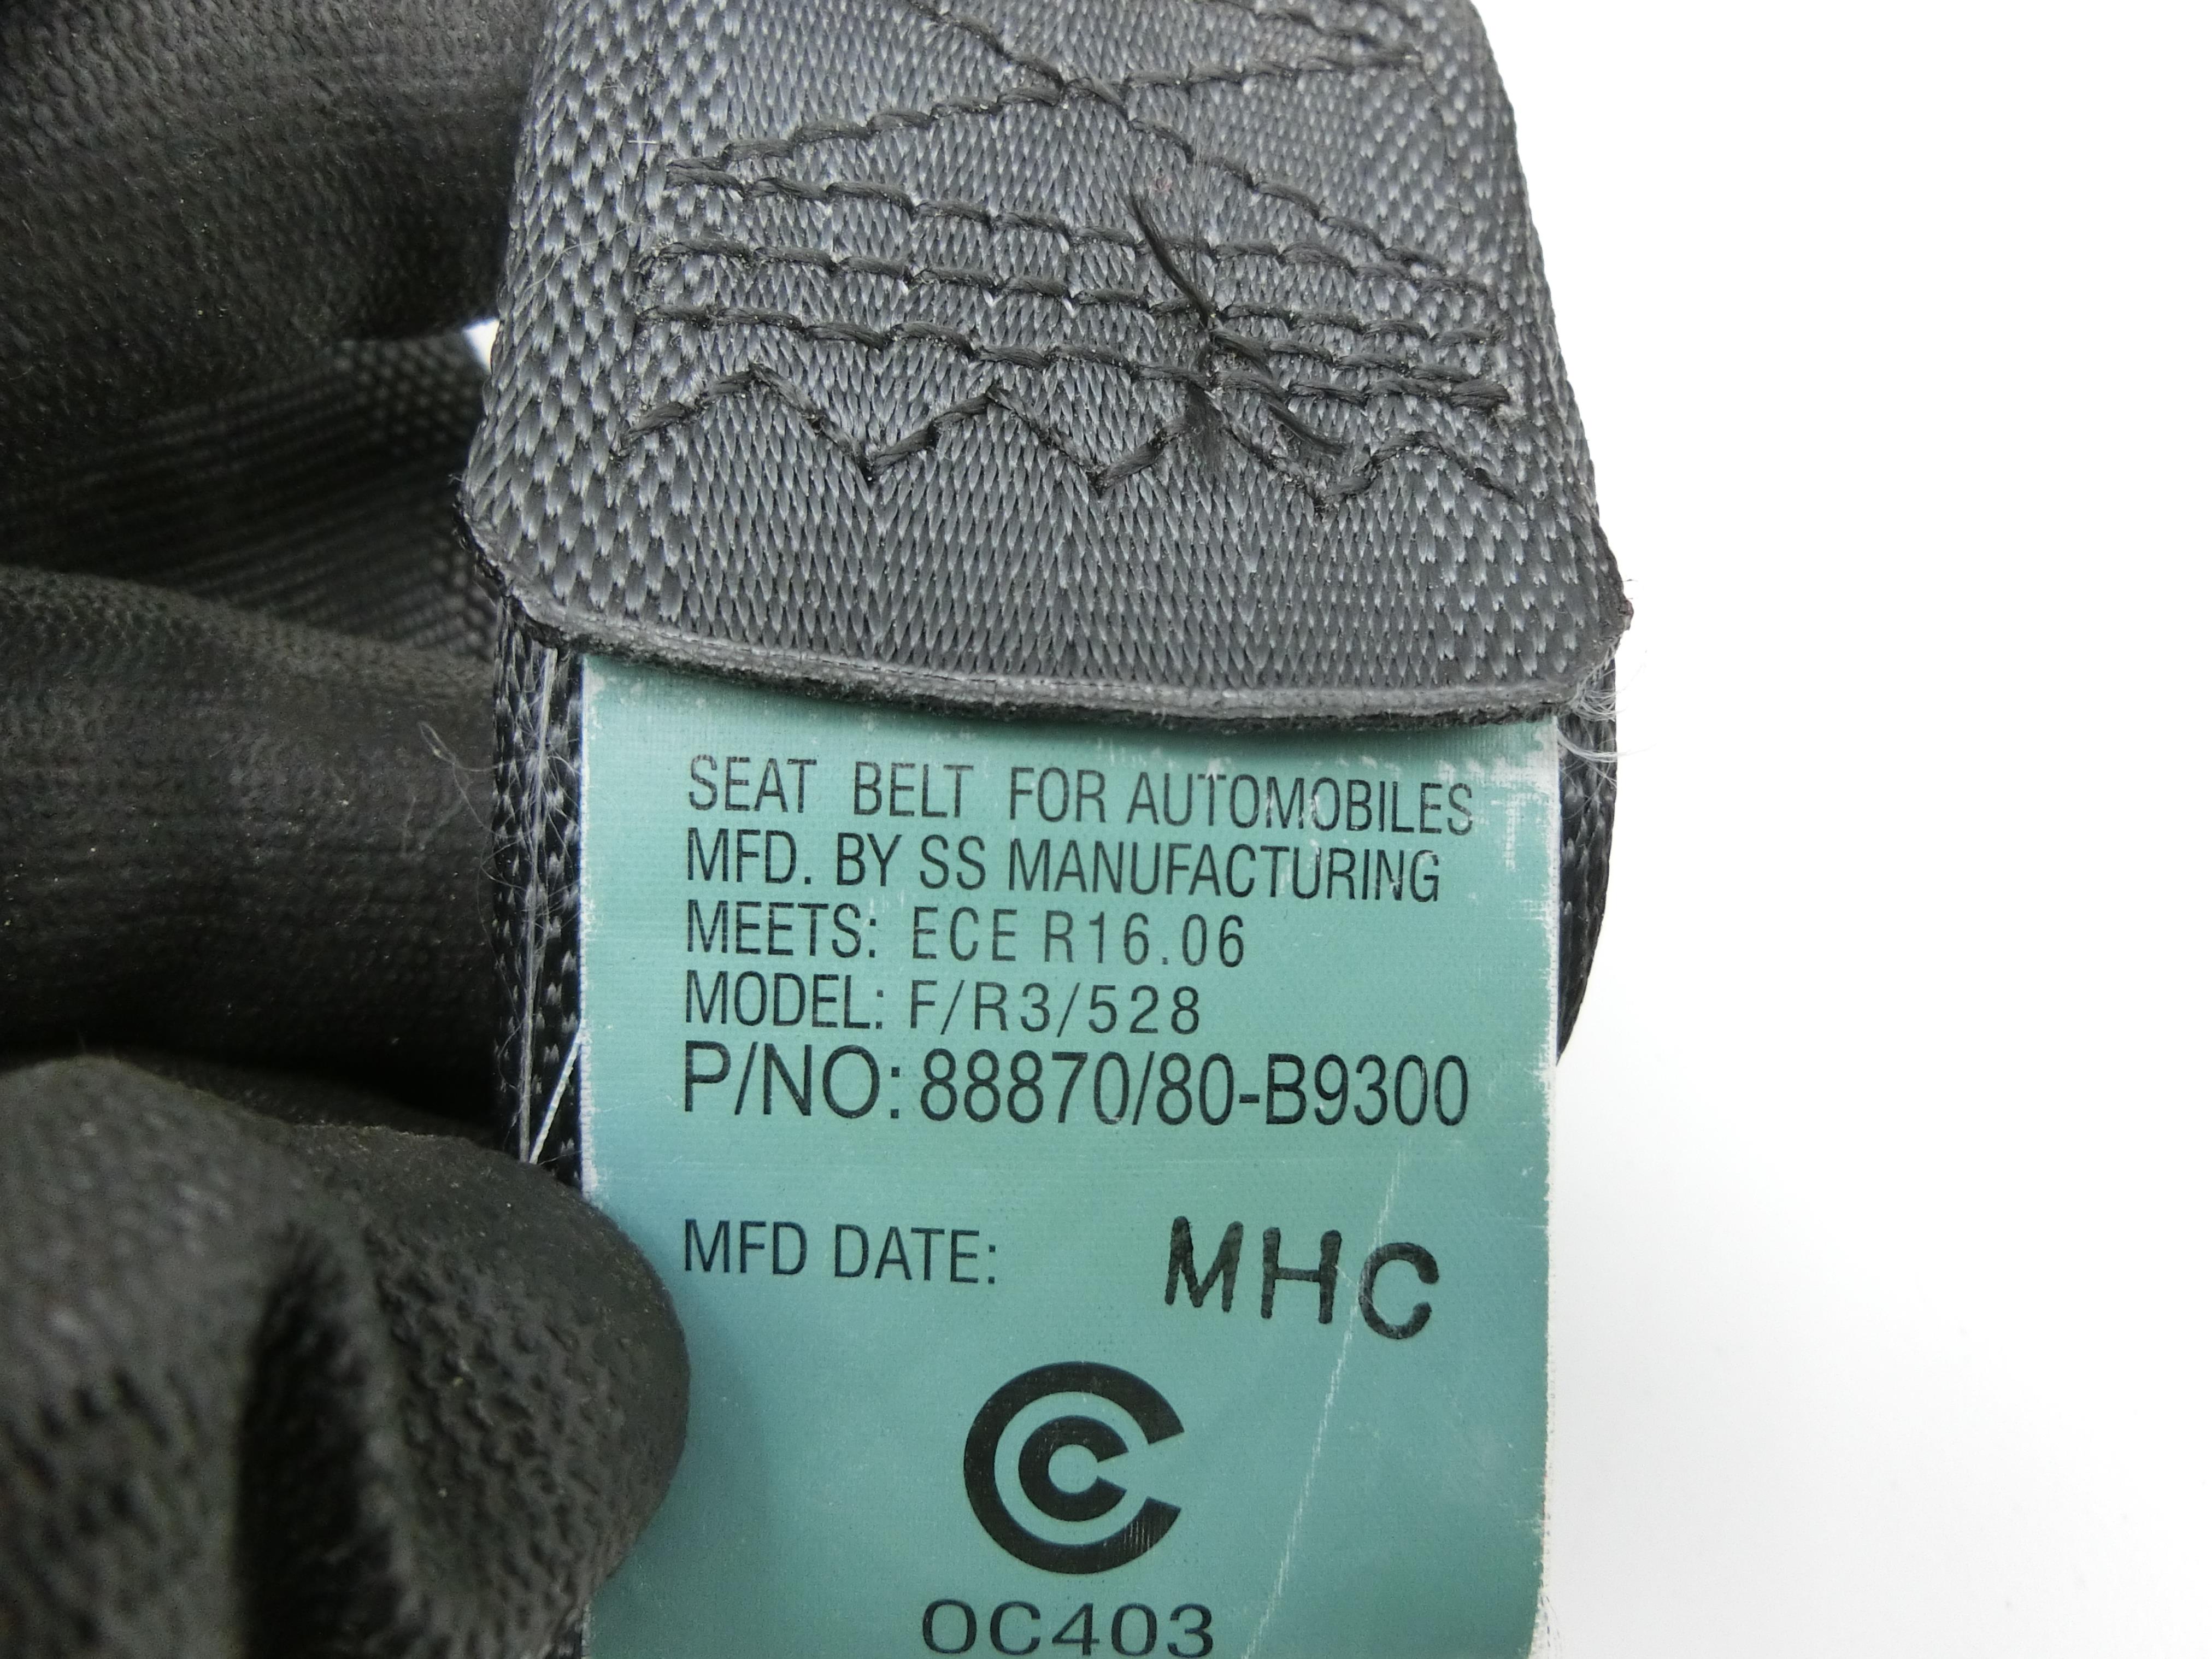 SEAT BELT FOR AUTOMOBILES
MFD. BY SS MANUFACTURING
MEETS: ECE R16.06
MODEL: F/R3/528
P/NO: 88870/80-B9300
MFD DATE: MHC
CC
OC403